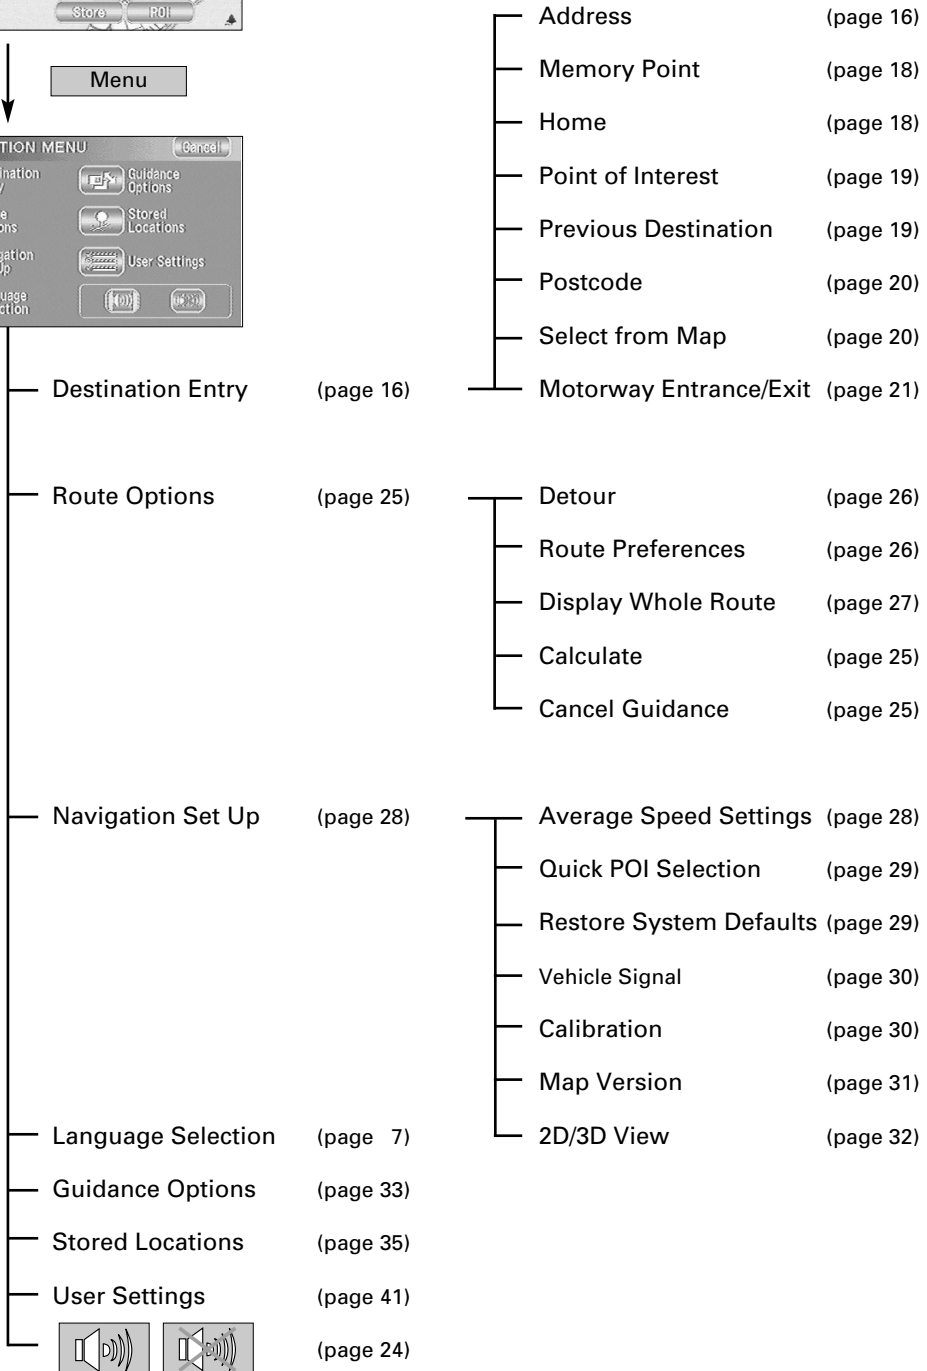 Store POI
Menu
TION MENU Cancel
ination
y
Guidance
Options
e
ons
Stored
Locations
gation
Up
User Settings
uage
ction
Address (page 16)
Memory Point (page 18)
Home (page 18)
Point of Interest (page 19)
Previous Destination (page 19)
Postcode (page 20)
Select from Map (page 20)
Destination Entry (page 16) Motorway Entrance/Exit (page 21)
Route Options (page 25) Detour (page 26)
Route Preferences (page 26)
Display Whole Route (page 27)
Calculate (page 25)
Cancel Guidance (page 25)
Navigation Set Up (page 28) Average Speed Settings (page 28)
Quick POI Selection (page 29)
Restore System Defaults (page 29)
Vehicle Signal (page 30)
Calibration (page 30)
Map Version (page 31)
Language Selection (page 7) 2D/3D View (page 32)
Guidance Options (page 33)
Stored Locations (page 35)
User Settings (page 41)
(page 24)